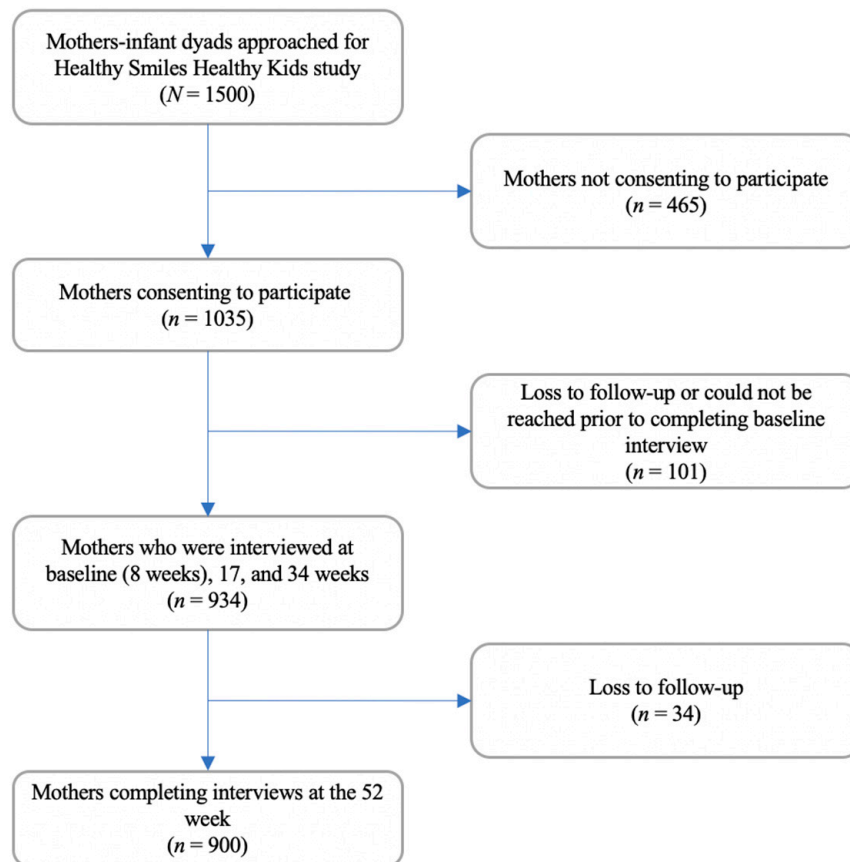 Mothers-infant dyads approached for
Healthy Smiles Healthy Kids study
(N = 1500)
Mothers not consenting to participate
(n = 465)
Mothers consenting to participate
(n = 1035)
Loss to follow-up or could not be
reached prior to completing baseline
interview
(n = 101)
Mothers who were interviewed at
baseline (8 weeks), 17, and 34 weeks
(n = 934)
Loss to follow-up
(n = 34)
Mothers completing interviews at the 52
week
(n = 900)